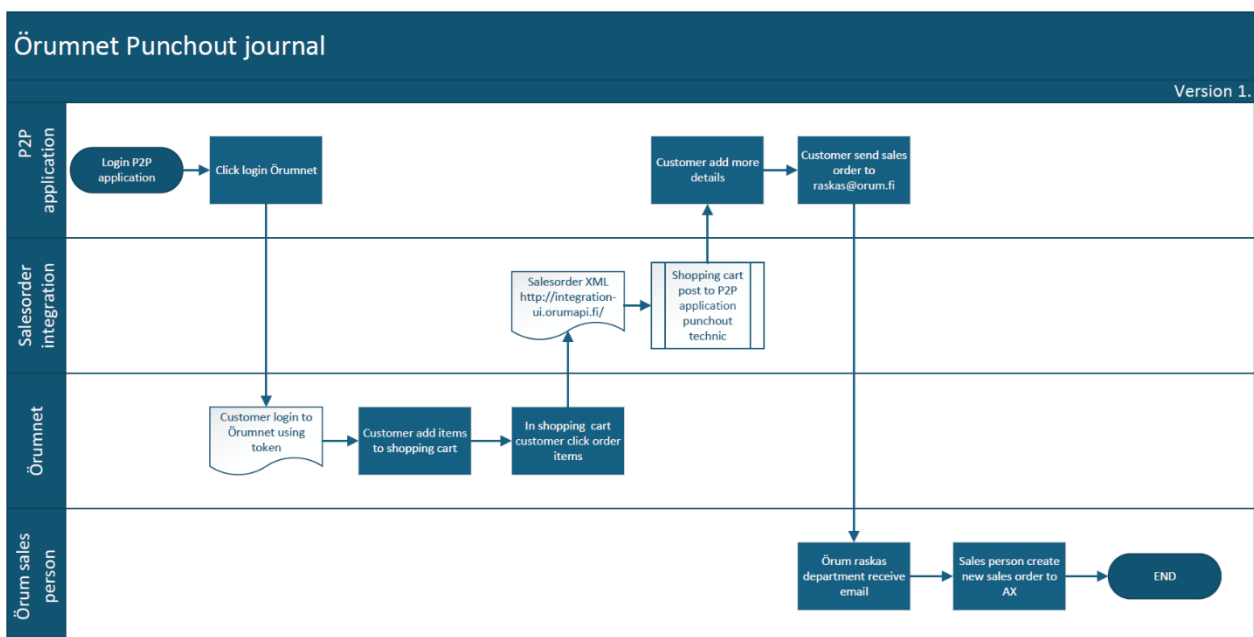 Örumnet Punchout journal
Version 1.
P2P
application
Login P2P
application
Click login Örumnet
Customer add more
details
Customer send sales
order to
raskas@orum.fi
Salesorder
integration
Salesorder XML
http://integration-
ui.orumapi.fi/
Shopping cart
post to P2P
application
punchout
technic
Örumnet
Customer login to
Örumnet using
token
Customer add items
to shopping cart
In shopping cart
customer click order
items
Örum sales
person
Örum raskas
department receive
email
Sales person create
new sales order to
AX
END